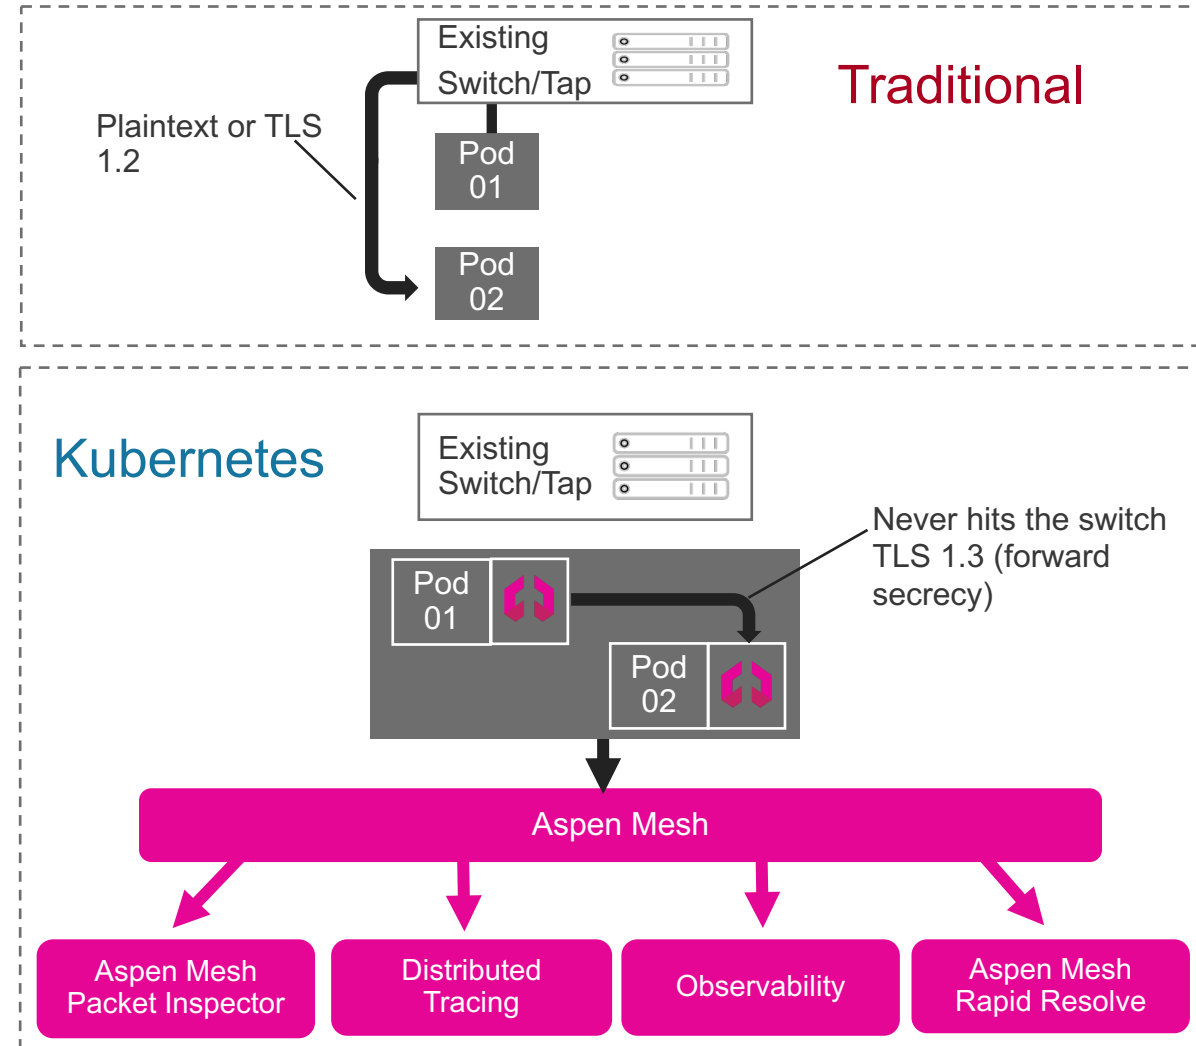 Existing
Switch/Tap
Traditional
Plaintext or TLS
1.2
Pod
01
Pod
02
Kubernetes
Existing
Switch/Tap
Never hits the switch
TLS 1.3 (forward
secrecy)
Pod
01
Pod
02
Aspen Mesh
Aspen Mesh
Packet Inspector
Distributed
Tracing
Observability
Aspen Mesh
Rapid Resolve